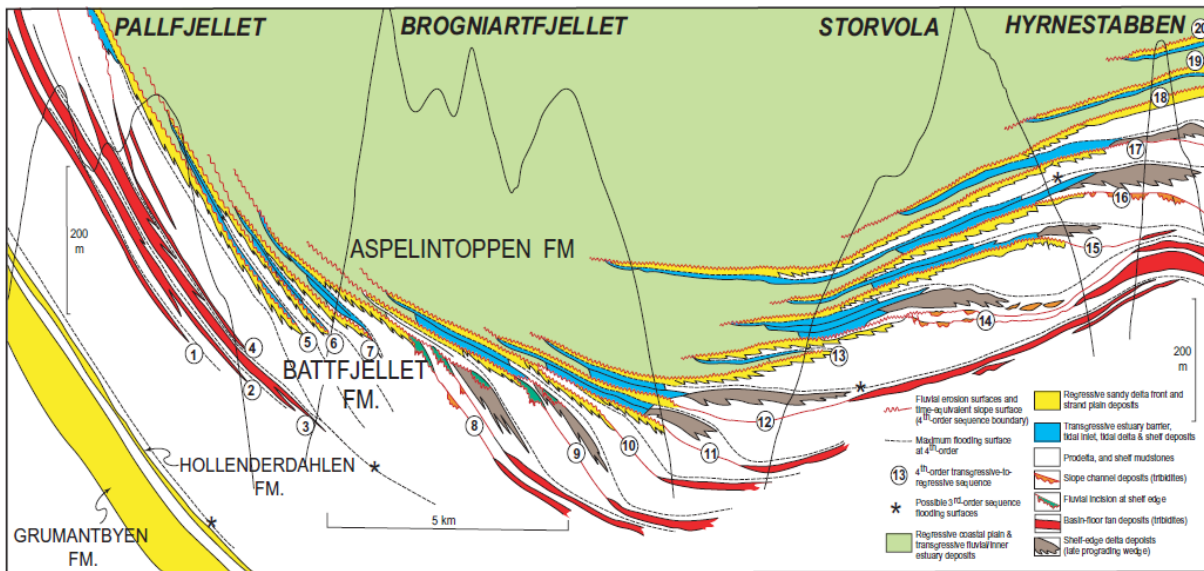 PALLFJELLET
BROGNIARTFJELLET
STORVOLA
HYRNESTABBEN
20
19
18
17
16
15
14
13
12
11
10
9
8
7
6
5
4
3
2
1
200
m
200
m
ASPELINTOPPEN FM
BATTFJELLET
FM.
HOLLENDERDAHLEN
FM.
GRUMANTBYEN
FM.
5 km
*
*
*
*
Fluvial erosion surfaces and
time-equivalent slope surface
(4th-order sequence boundary)
Maximum flooding surface
at 4th-order
13
4th-order transgressive-to-
regressive sequence
*
Possible 3rd-order sequence
flooding surfaces
Regressive coastal plain &
transgressive fluvial/inner
estuary deposits
Regressive sandy delta front and
strand plain deposits
Transgressive estuary barrier,
tidal inlet, tidal delta & shelf deposits
Prodelta, and shelf mudstones
Slope channel deposits (tribidites)
Fluvial incision at shelf edge
Basin-floor fan deposits (tribidites)
Shelf-edge delta depoists
(late prograding wedge)